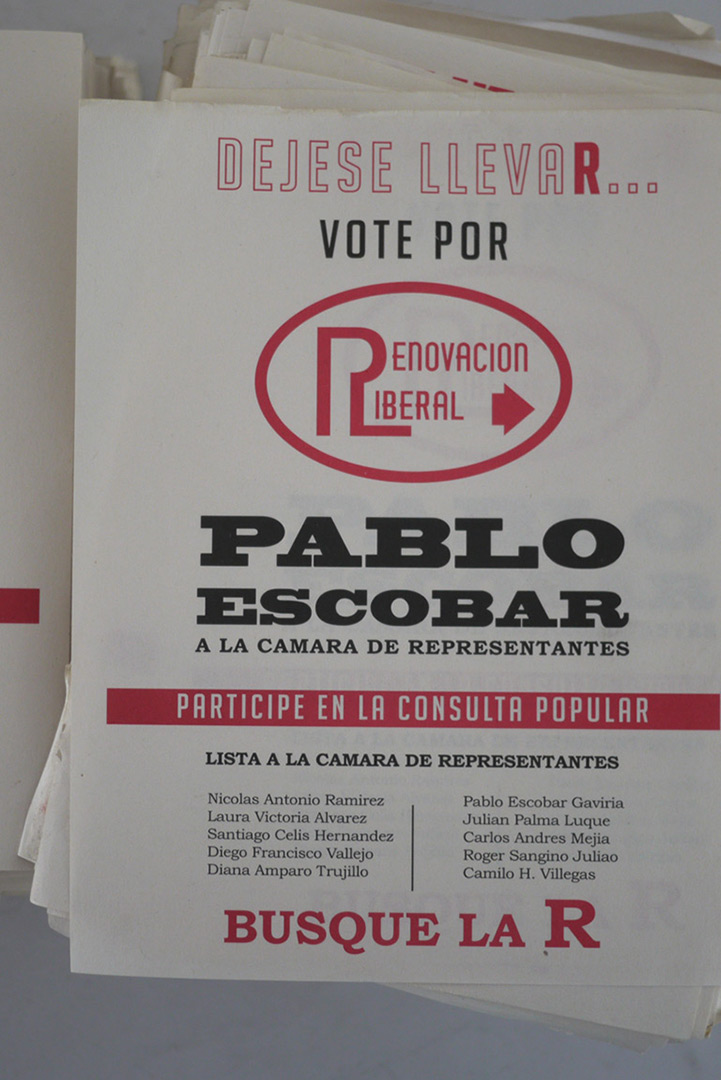 DEJESE LLEVAR...
VOTE POR
RENOVACION
LIBERAL
PABLO
ESCOBAR
A LA CAMARA DE REPRESENTANTES
PARTICIPE EN LA CONSULTA POPULAR
LISTA A LA CAMARA DE REPRESENTANTES
Nicolas Antonio Ramirez
Laura Victoria Alvarez
Santiago Celis Hernandez
Diego Francisco Vallejo
Diana Amparo Trujillo
Pablo Escobar Gaviria
Julian Palma Luque
Carlos Andres Mejia
Roger Sangino Juliao
Camilo H. Villegas
BUSQUE LA R